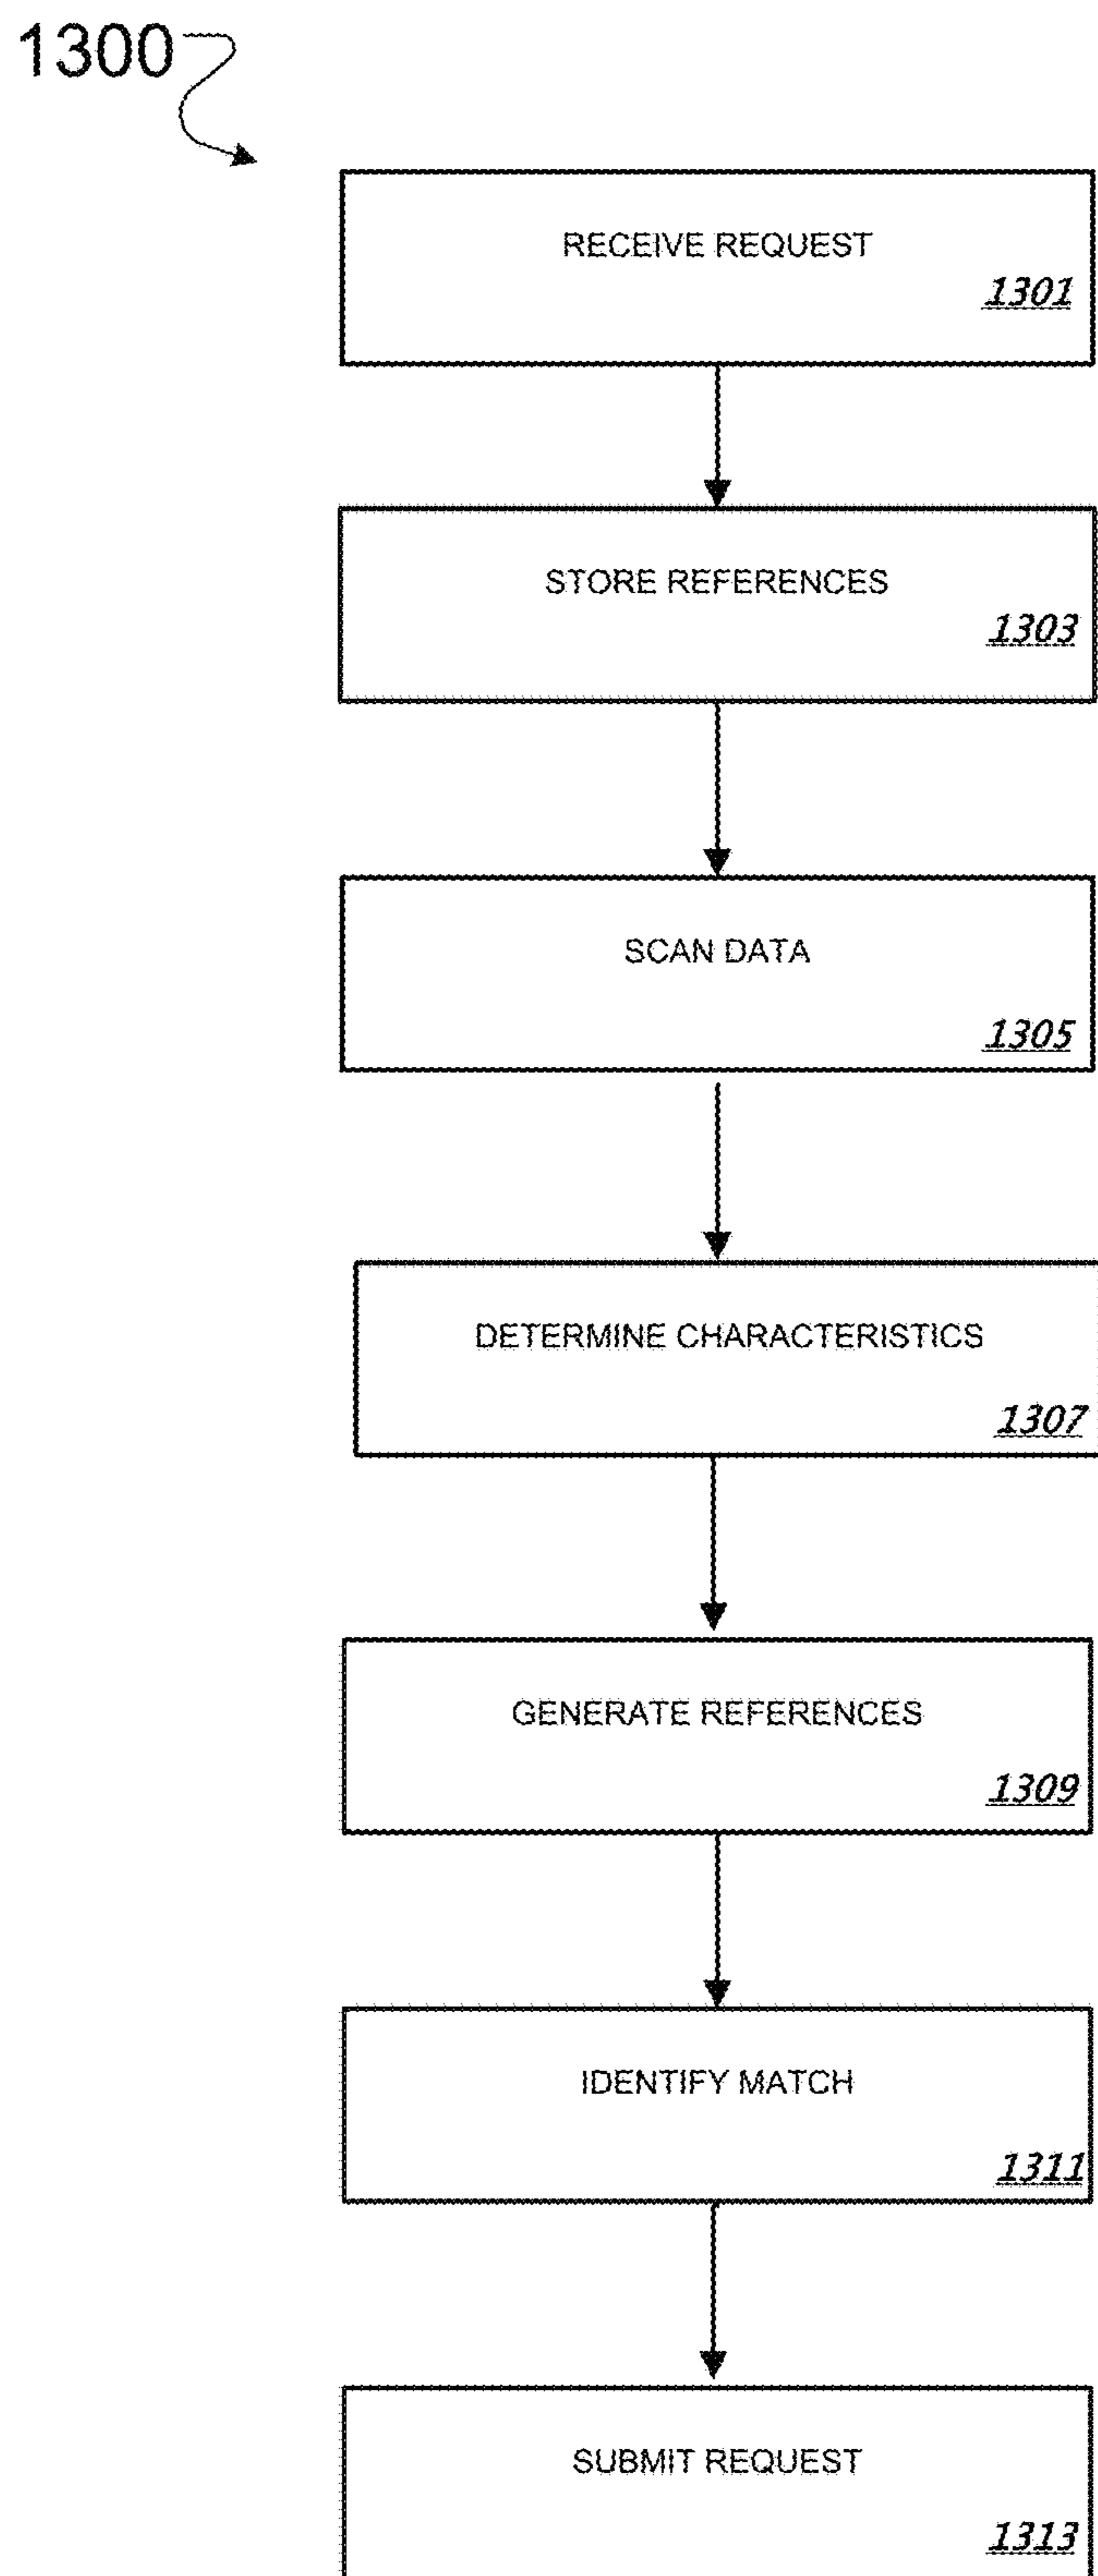 1300
RECEIVE REQUEST
1301
STORE REFERENCES
1303
SCAN DATA
1305
DETERMINE CHARACTERISTICS
1307
GENERATE REFERENCES
1309
IDENTIFY MATCH
1311
SUBMIT REQUEST
1313